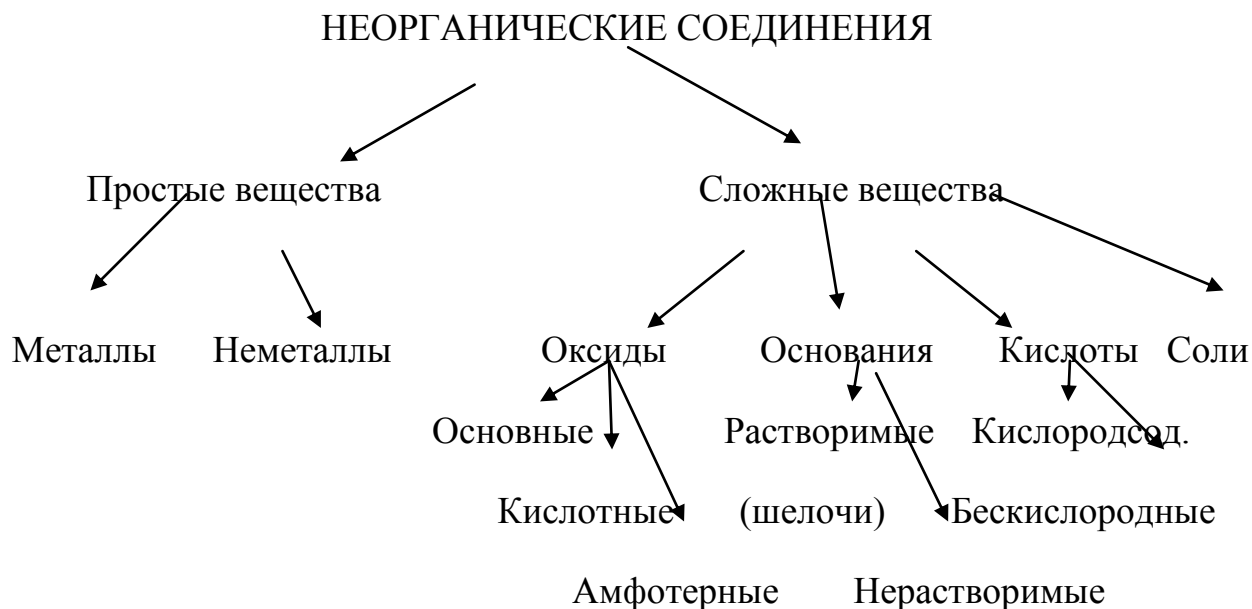 НЕОРГАНИЧЕСКИЕ СОЕДИНЕНИЯ
Простые вещества Сложные вещества
Металлы Неметаллы Оксиды Основания Кислоты Соли
Основные Растворимые Кислородсод.
Кислотные (шелочи) Бескислородные
Амфотерные Нерастворимые